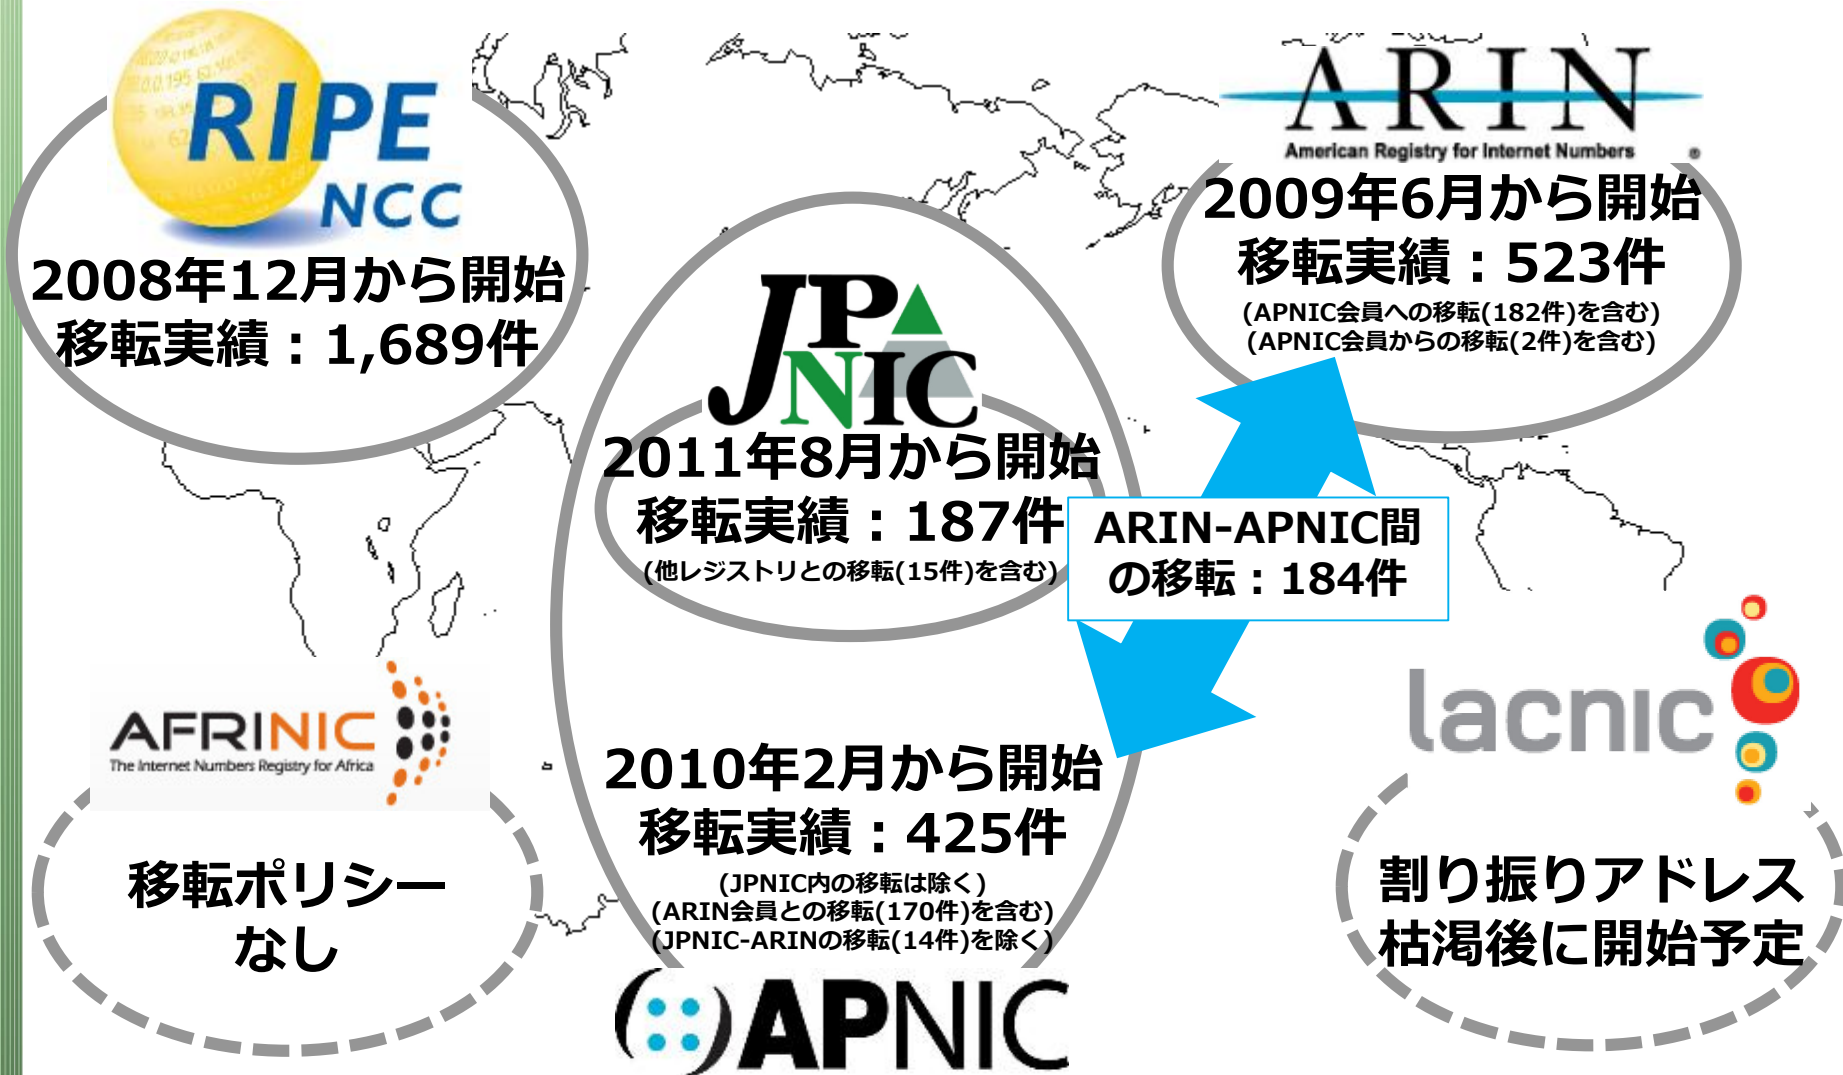 RIPE
NCC
2008年12月から開始
移転実績：1,689件
ARIN
American Registry for Internet Numbers
2009年6月から開始
移転実績：523件
(APNIC会員への移転(182件)を含む)
(APNIC会員からの移転(2件)を含む)
JPNIC
2011年8月から開始
移転実績：187件
(他レジストリとの移転(15件)を含む)
ARIN-APNIC間
の移転：184件
AFRINIC
The Internet Numbers Registry for Africa
移転ポリシー
なし
2010年2月から開始
移転実績：425件
(JPNIC内の移転は除く)
(ARIN会員との移転(170件)を含む)
(JPNIC-ARINの移転(14件)を除く)
APNIC
lacnic
割り振りアドレス
枯渇後に開始予定